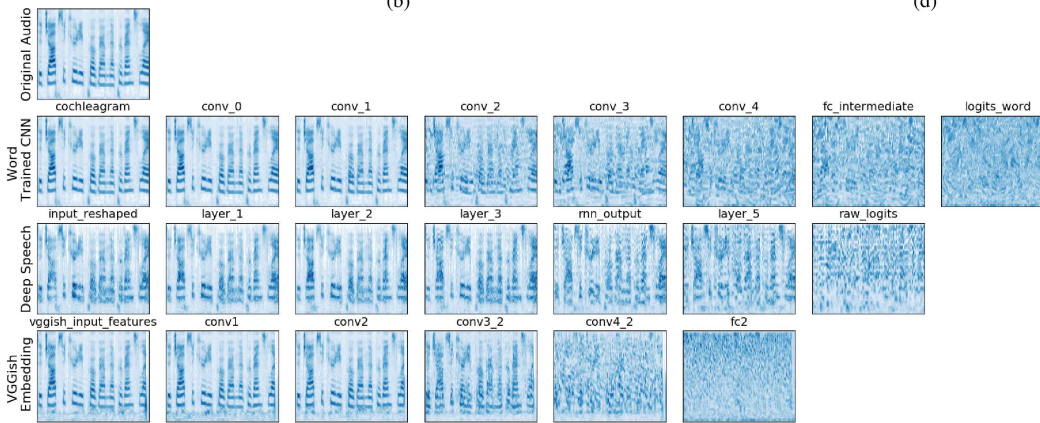 (b) (d)
Original Audio
cochleagram conv_0 conv_1 conv_2 conv_3 conv_4 fc_intermediate logits_word
Word
Trained CNN
input_reshaped layer_1 layer_2 layer_3 rnn_output layer_5 raw_logits
Deep Speech
vggish_input_features conv1 conv2 conv3_2 conv4_2 fc2
VGGish
Embedding